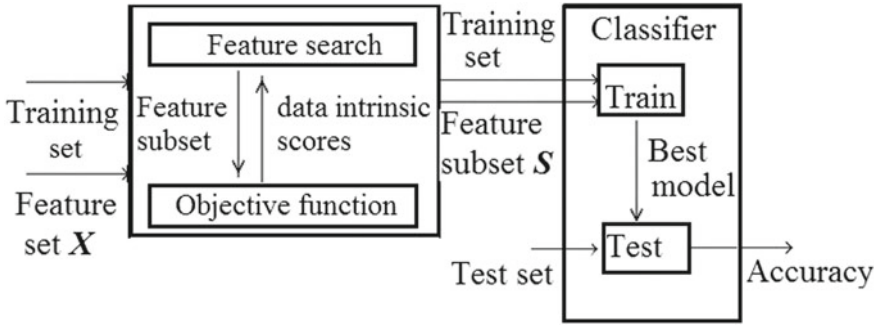 Training
set
Feature
set X
Feature search
Feature
subset
data intrinsic
scores
Objective function
Training
set
Feature
subset S
Classifier
Train
Best
model
Test
Test set
Accuracy